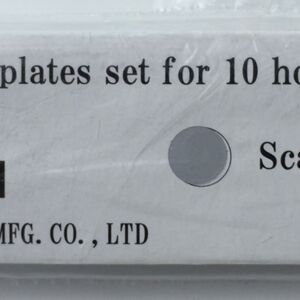 plates set for 10 ho
Sca
MFG. CO., LTD